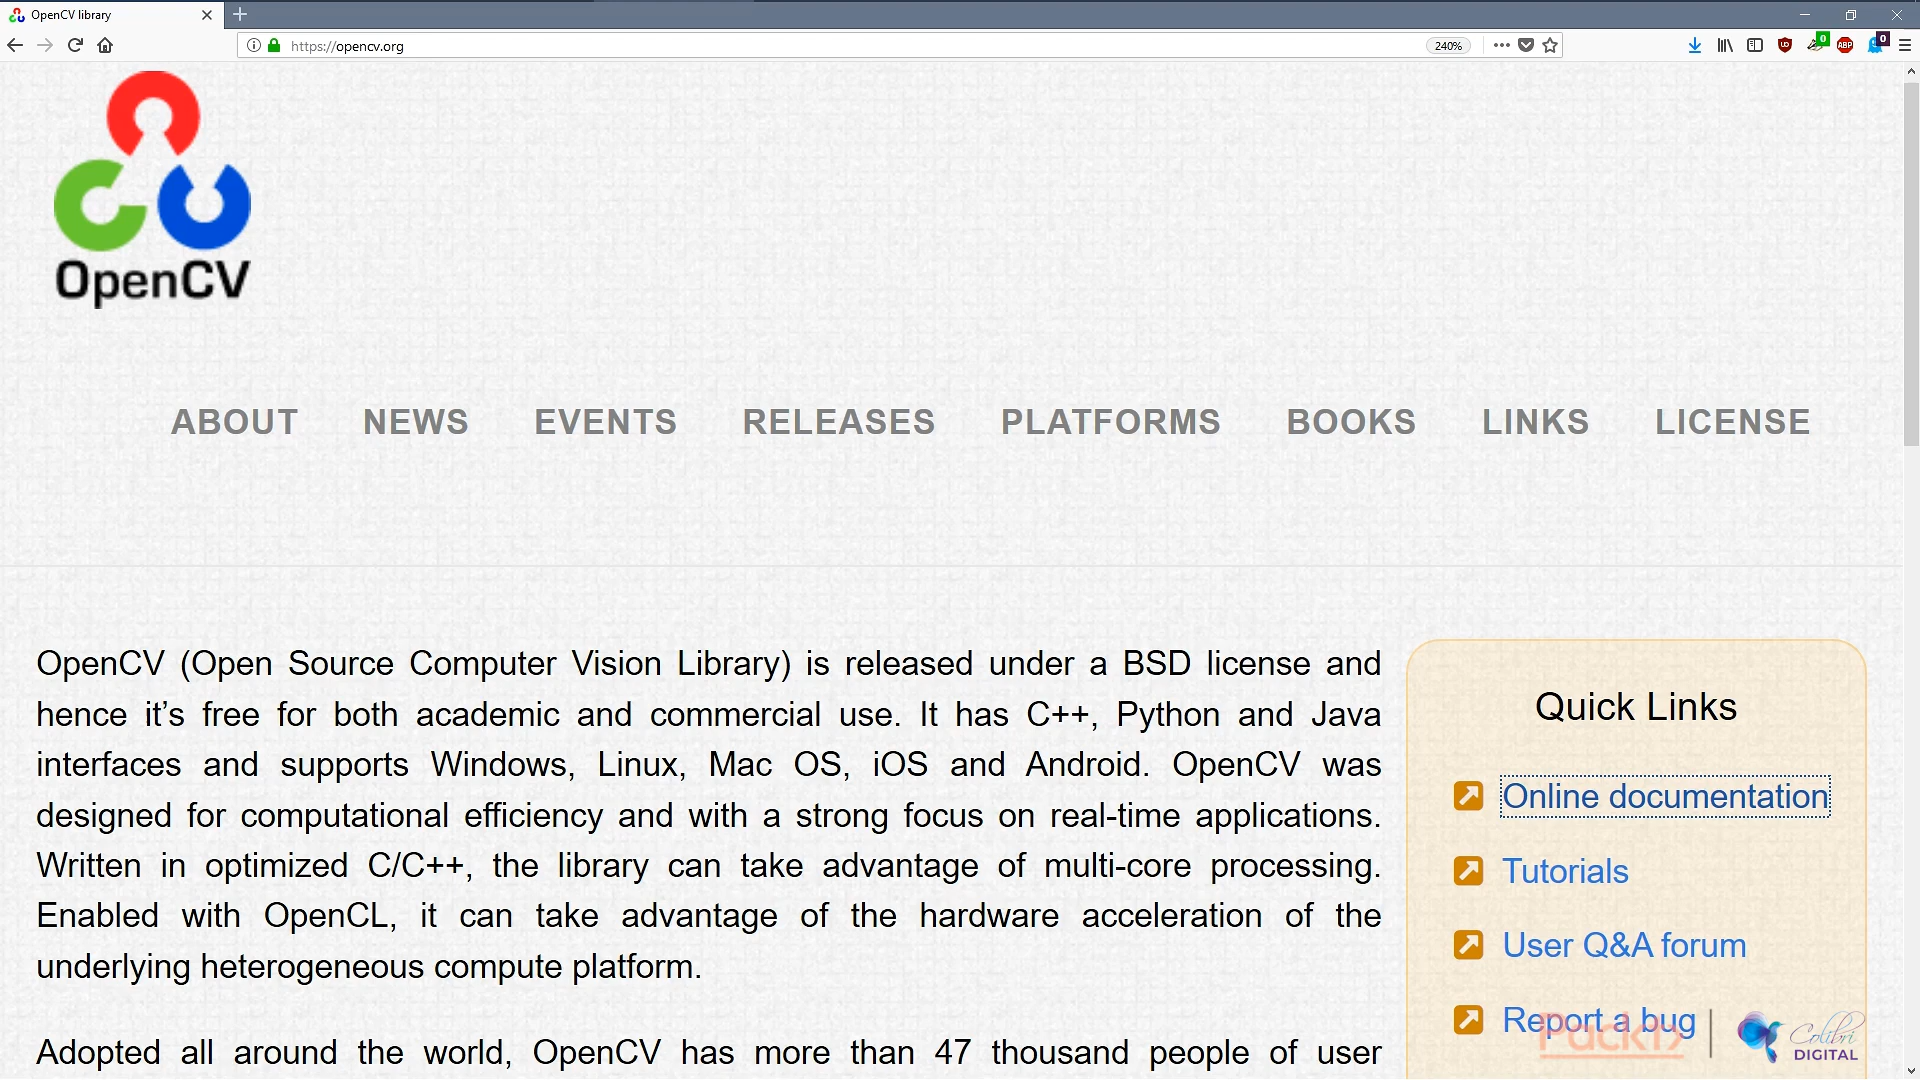 OpenCV library
https://opencv.org
240%
0
ABP
0
OpenCV
ABOUT NEWS EVENTS RELEASES PLATFORMS BOOKS LINKS LICENSE
OpenCV (Open Source Computer Vision Library) is released under a BSD license and
hence it’s free for both academic and commercial use. It has C++, Python and Java
interfaces and supports Windows, Linux, Mac OS, iOS and Android. OpenCV was
designed for computational efficiency and with a strong focus on real-time applications.
Written in optimized C/C++, the library can take advantage of multi-core processing.
Enabled with OpenCL, it can take advantage of the hardware acceleration of the
underlying heterogeneous compute platform.
Adopted all around the world, OpenCV has more than 47 thousand people of user
Quick Links
Online documentation
Tutorials
User Q&A forum
Report a bug
Packt>
Colibri
DIGITAL